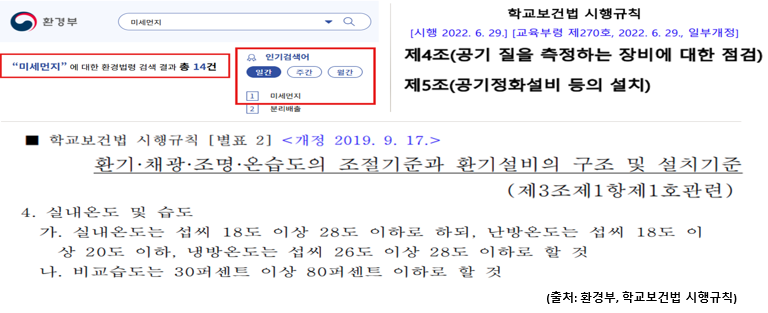 환경부
미세먼지
"미세먼지" 에 대한 환경법령 검색 결과 총 14건
인기검색어
일간 주간 월간
1 미세먼지
2 분리배출
학교보건법 시행규칙
[시행 2022. 6. 29.] [교육부령 제270호, 2022. 6. 29., 일부개정]
제4조(공기 질을 측정하는 장비에 대한 점검)
제5조(공기정화설비 등의 설치)
■ 학교보건법 시행규칙 [별표 2] <개정 2019. 9. 17.>
환기·채광·조명·온습도의 조절기준과 환기설비의 구조 및 설치기준
(제3조제1항제1호관련)
4. 실내온도 및 습도
가. 실내온도는 섭씨 18도 이상 28도 이하로 하되, 난방온도는 섭씨 18도 이
상 20도 이하, 냉방온도는 섭씨 26도 이상 28도 이하로 할 것
나. 비교습도는 30퍼센트 이상 80퍼센트 이하로 할 것
(출처: 환경부, 학교보건법 시행규칙)